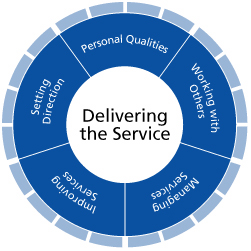 Delivering
the Service
Personal Qualities
Working with
Others
Managing
Services
Improving
Services
Setting
Direction